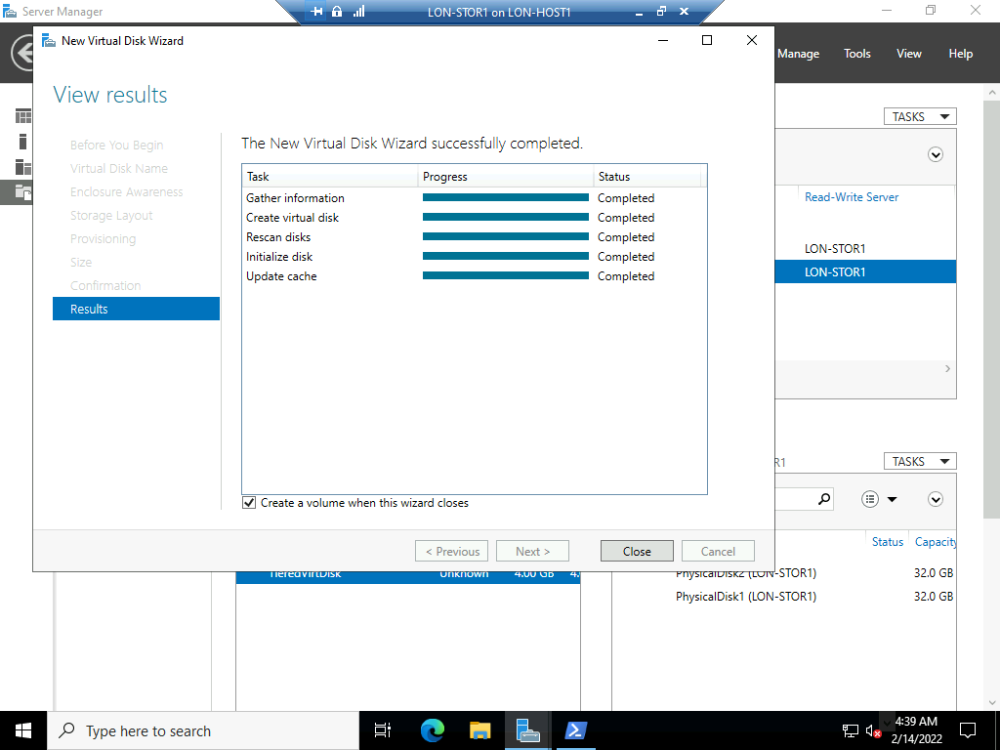 Server Manager
LON-STOR1 on LON-HOST1
New Virtual Disk Wizard
Manage Tools View Help
View results
TASKS
Before You Begin
Virtual Disk Name
Enclosure Awareness
Storage Layout
Provisioning
Size
Confirmation
Results
The New Virtual Disk Wizard successfully completed.
Task Progress Status
Gather information Completed
Create virtual disk Completed
Rescan disks Completed
Initialize disk Completed
Update cache Completed
Create a volume when this wizard closes
< Previous Next > Close Cancel
Read-Write Server
LON-STOR1
LON-STOR1
R1 TASKS
Status Capacity
TieredVirtDisk Unknown 4.00 GB 4.
PhysicalDisk2 (LON-STOR1) 32.0 GB
PhysicalDisk1 (LON-STOR1) 32.0 GB
Type here to search
4:39 AM
2/14/2022